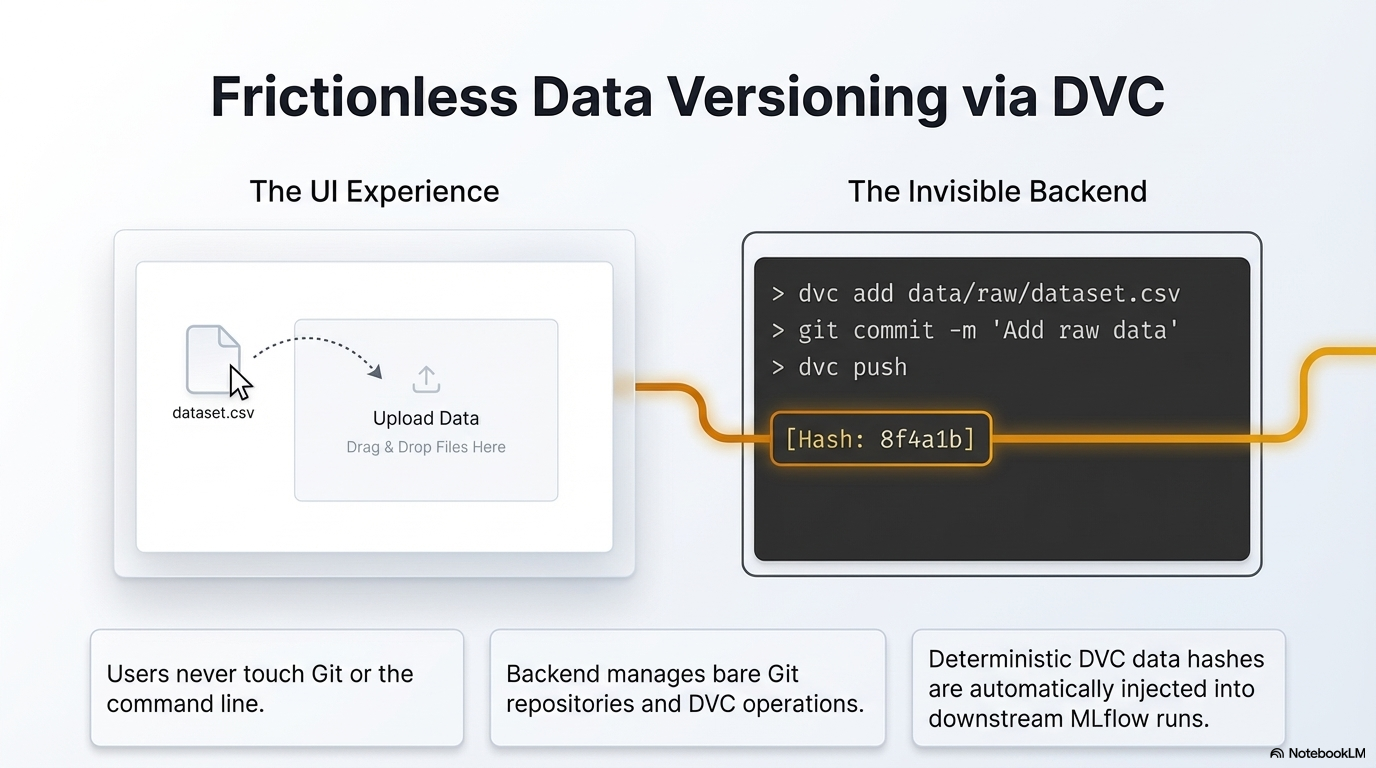 Frictionless Data Versioning via DVC
The UI Experience
dataset.csv
Upload Data
Drag & Drop Files Here
The Invisible Backend
> dvc add data/raw/dataset.csv
> git commit -m 'Add raw data'
> dvc push
[Hash: 8f4a1b]
Users never touch Git or the
command line.
Backend manages bare Git
repositories and DVC operations.
Deterministic DVC data hashes
are automatically injected into
downstream MLflow runs.
NotebookLM